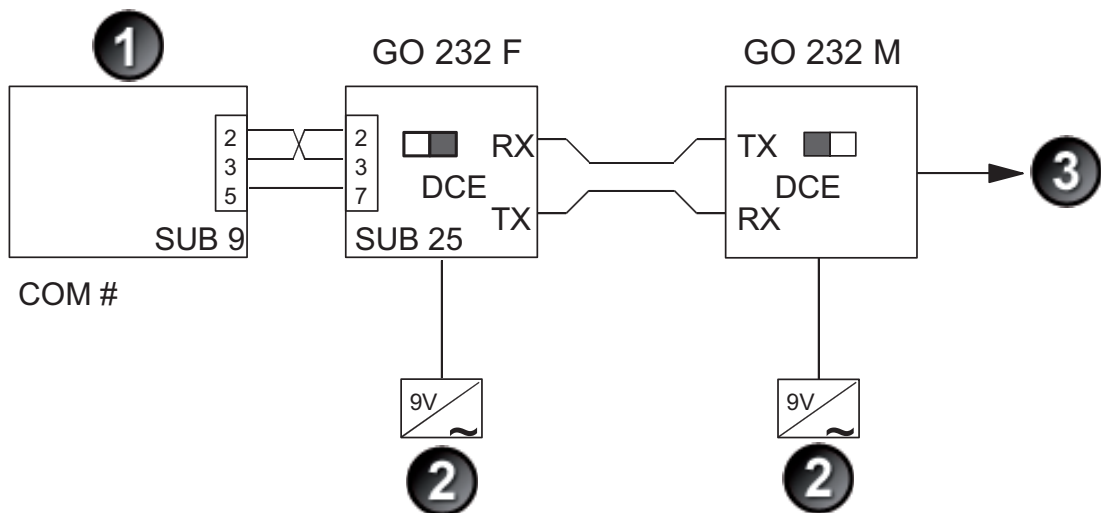 1
GO 232 F
GO 232 M
2
3
5
SUB 9
COM #
2
3
7
DCE
RX
TX
SUB 25
TX
DCE
RX
3
9V
~
2
9V
~
2